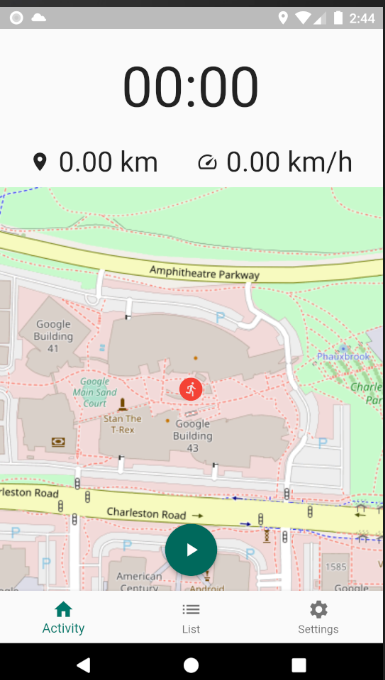 2:44
00:00
0.00 km
0.00 km/h
Amphitheatre Parkway
P
Google
Building
41
Phauxbrook
Google
Main Sand
Court
Charle
Par
Stan The
T-Rex
Google
Building
43
P
rleston Road
Charleston Road
P
P
P
American
Century
Android
1585
Google
Activity
List
Settings